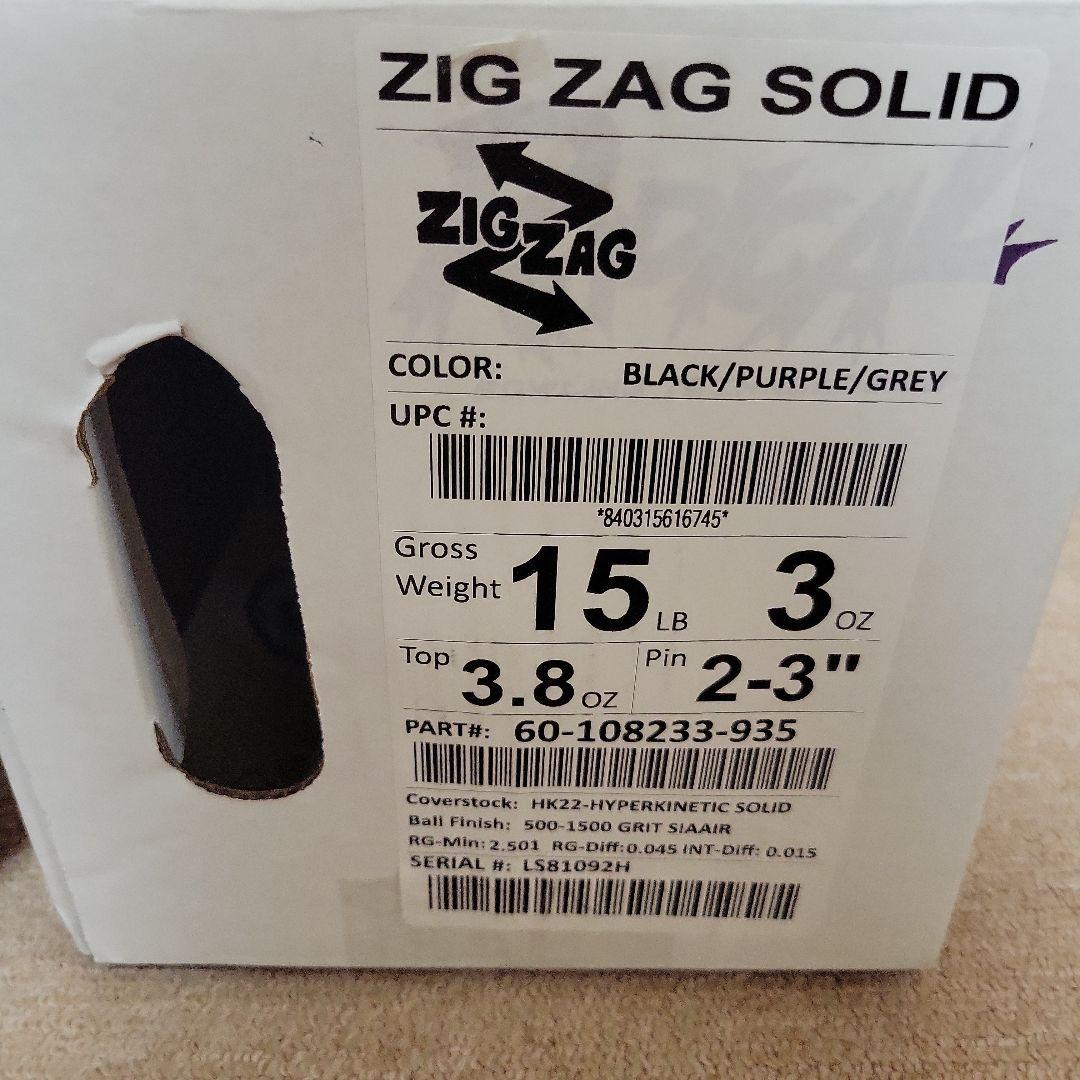 ZIG ZAG SOLID
ZIG ZAG
COLOR: BLACK/PURPLE/GREY
UPC #:
*840315616745*
Gross Weight 15 LB 3 OZ
Top 3.8 OZ Pin 2-3"
PART#: 60-108233-935
Coverstock: HK22-HYPERKINETIC SOLID
Ball Finish: 500-1500 GRIT SIAAIR
RG-Min: 2.501 RG-Diff: 0.045 INT-Diff: 0.015
SERIAL #: LS81092H